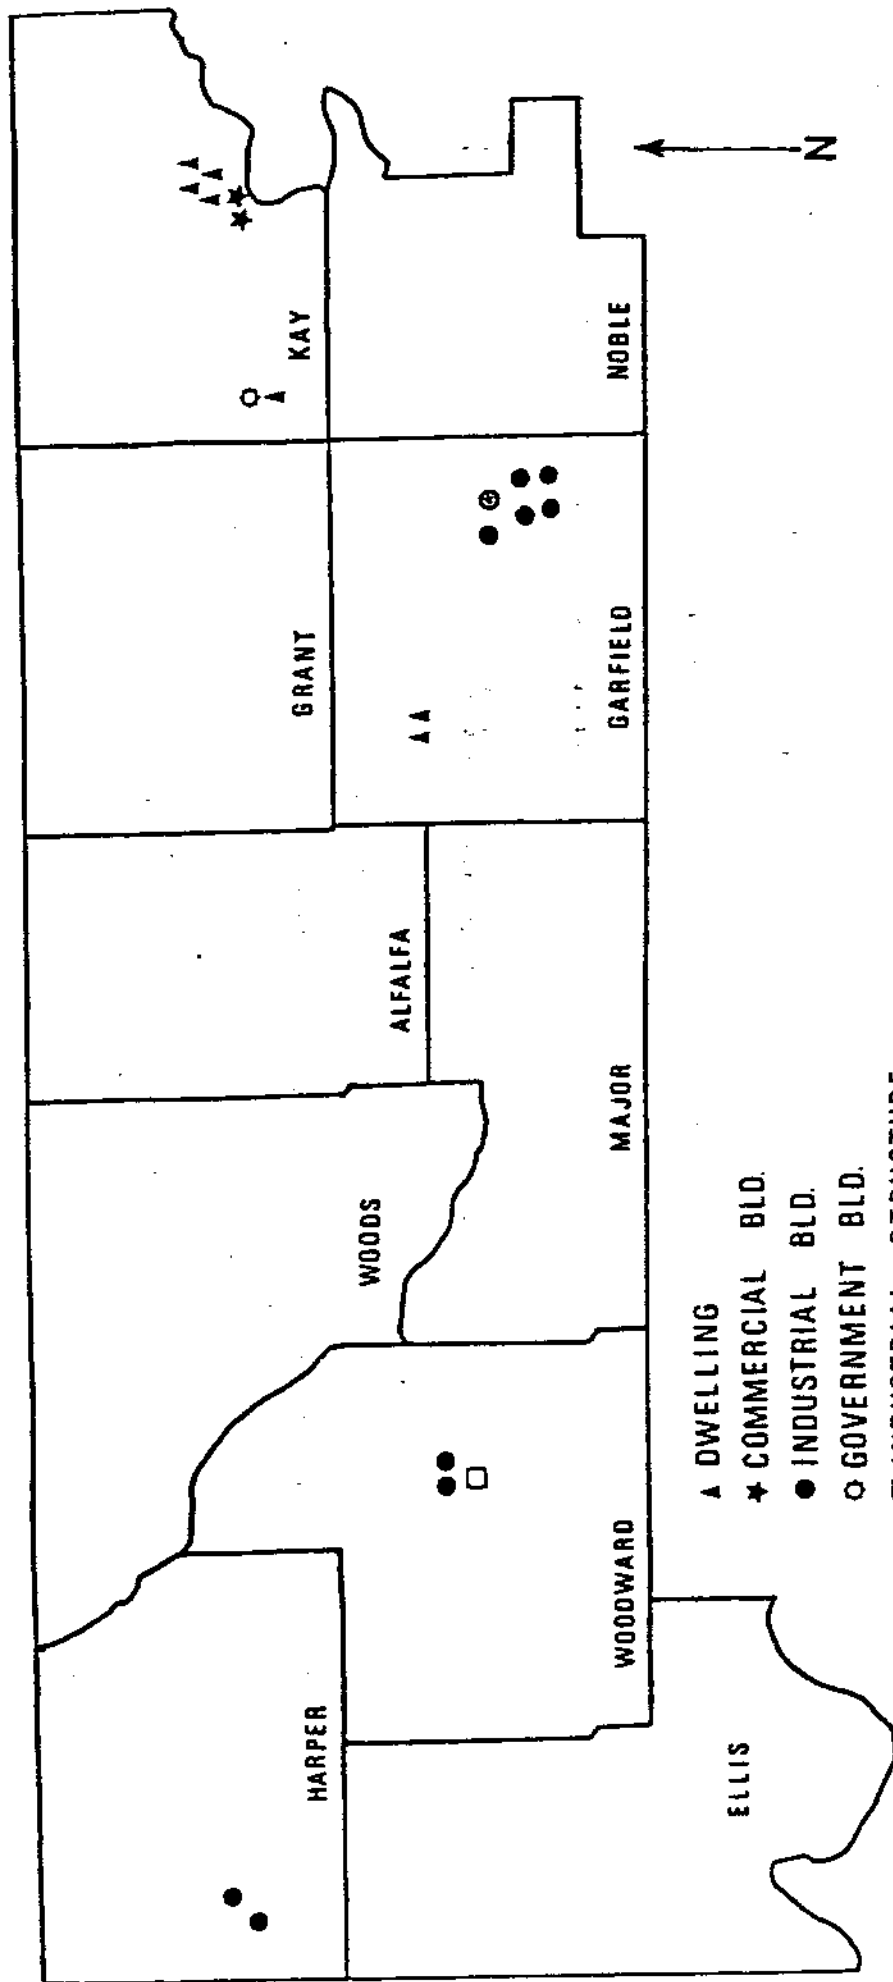 HARPER
WOODS
ALFALFA
GRANT
KAY
ELLIS
WOODWARD
MAJOR
GARFIELD
NOBLE
N
DWELLING
COMMERCIAL BLD.
INDUSTRIAL BLD.
GOVERNMENT BLD.